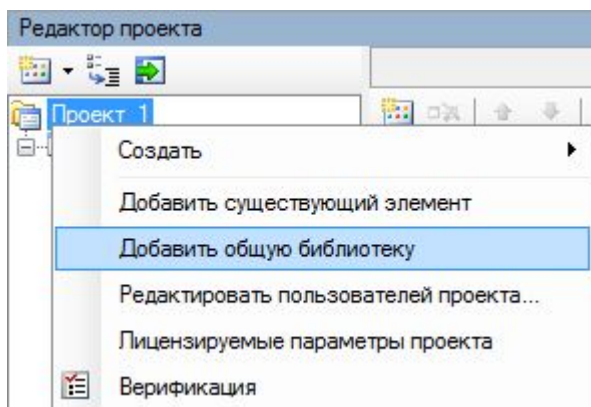 Редактор проекта
Проект 1
Создать
Добавить существующий элемент
Добавить общую библиотеку
Редактировать пользователей проекта...
Лицензируемые параметры проекта
Верификация